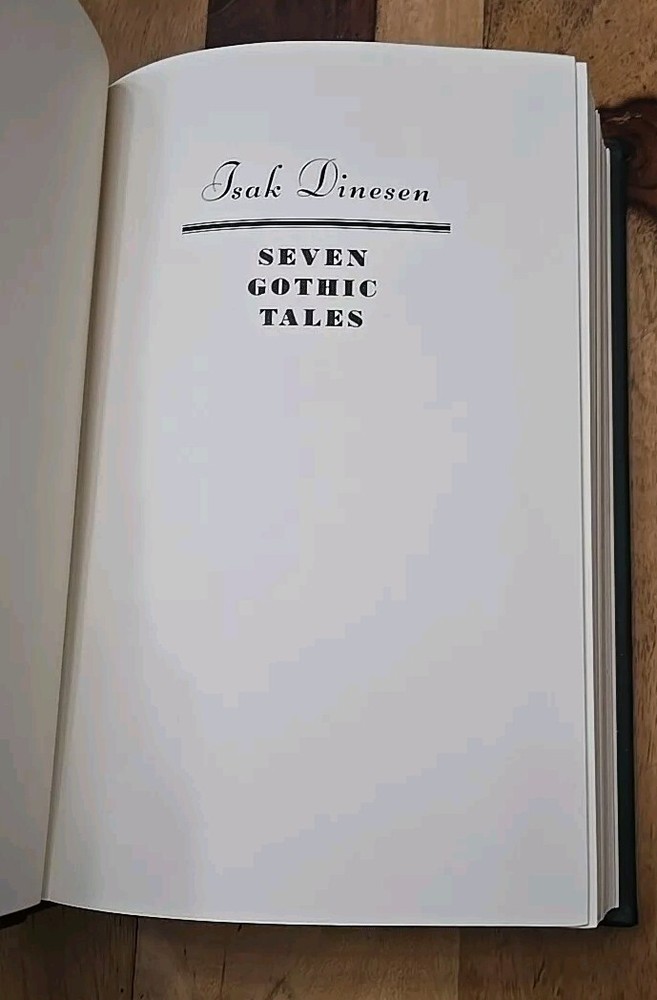 Isak Dinesen
SEVEN
GOTHIC
TALES